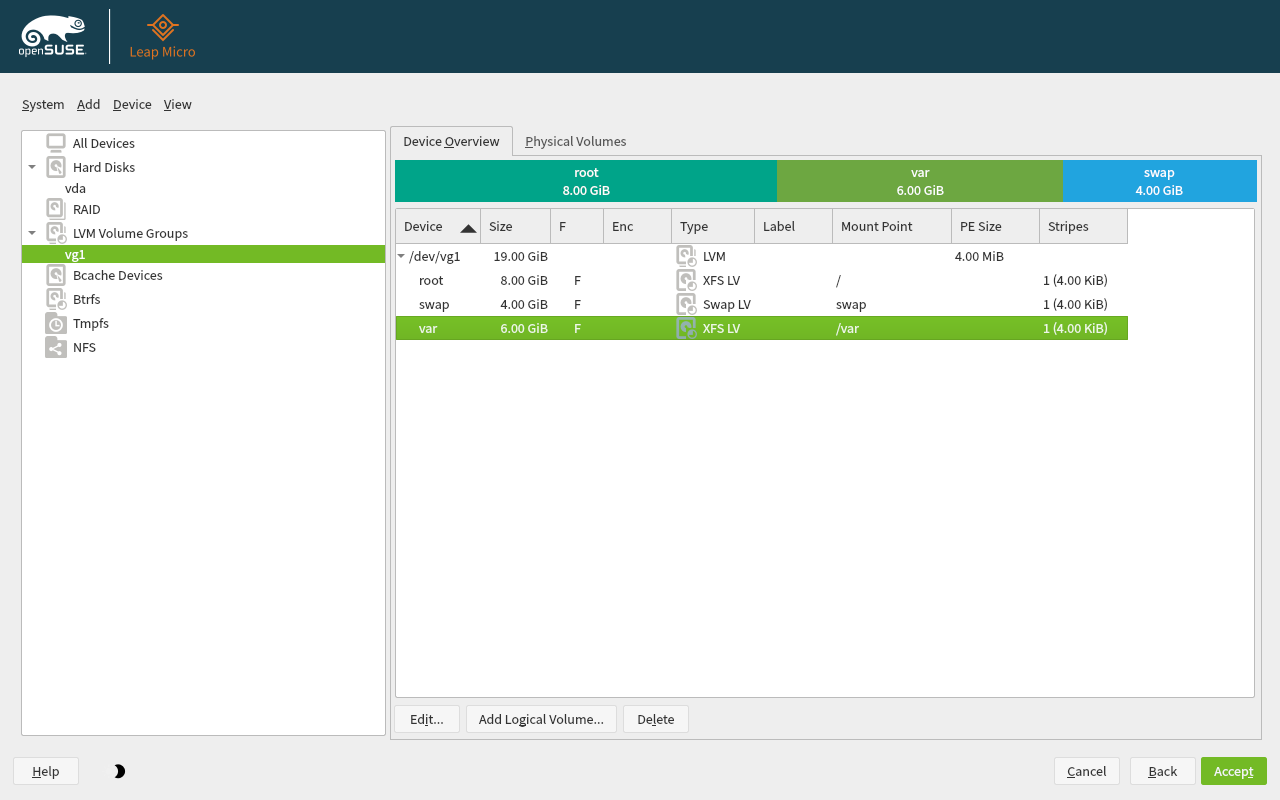 openSUSE
Leap Micro
System Add Device View
All Devices
Hard Disks
vda
RAID
LVM Volume Groups
vg1
Bcache Devices
Btrfs
Tmpfs
NFS
Device Overview Physical Volumes
root var swap
8.00 GiB 6.00 GiB 4.00 GiB
Device Size F Enc Type Label Mount Point PE Size Stripes
/dev/vg1 19.00 GiB LVM 4.00 MiB
root 8.00 GiB F XFS LV / 1 (4.00 KiB)
swap 4.00 GiB F Swap LV swap 1 (4.00 KiB)
var 6.00 GiB F XFS LV /var 1 (4.00 KiB)
Edit... Add Logical Volume... Delete
Help Cancel Back Accept